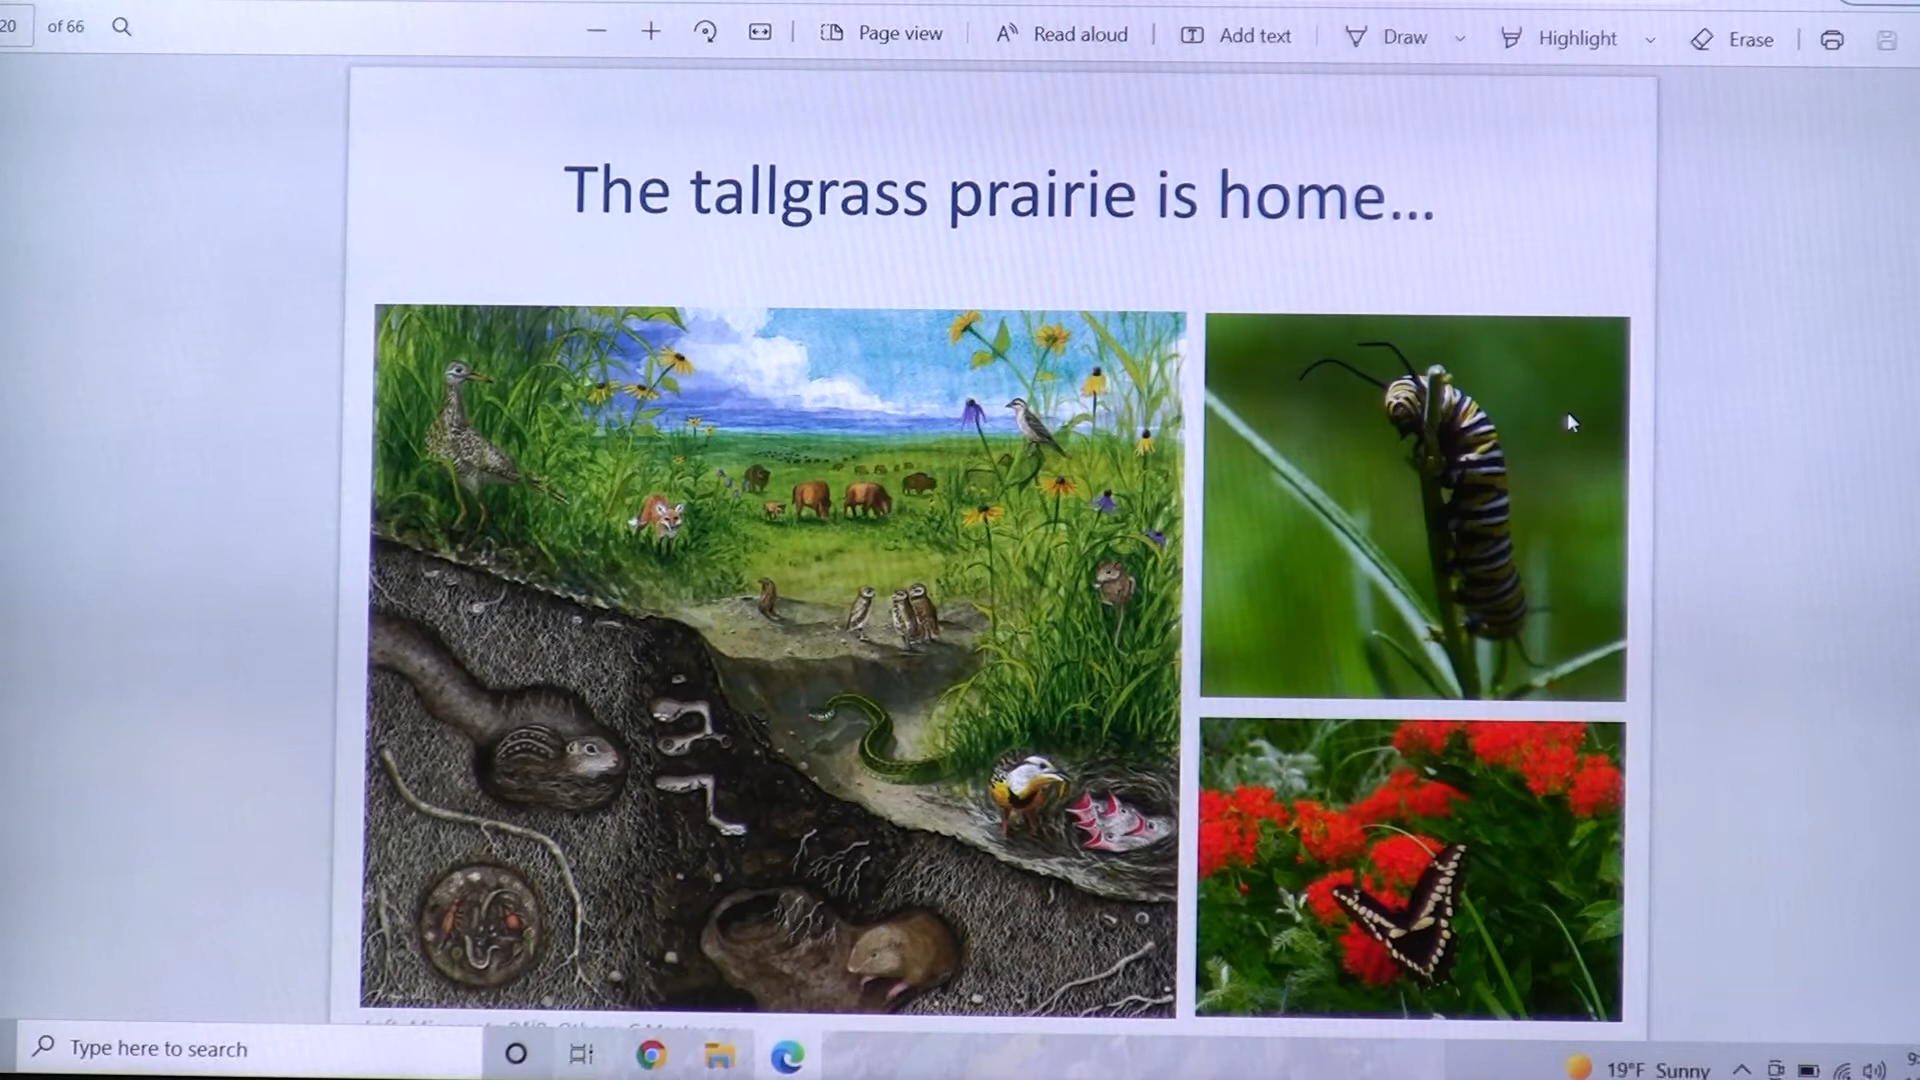 20 of 66
Page view
Read aloud
Add text
Draw
Highlight
Erase
The tallgrass prairie is home...
Type here to search
19°F Sunny